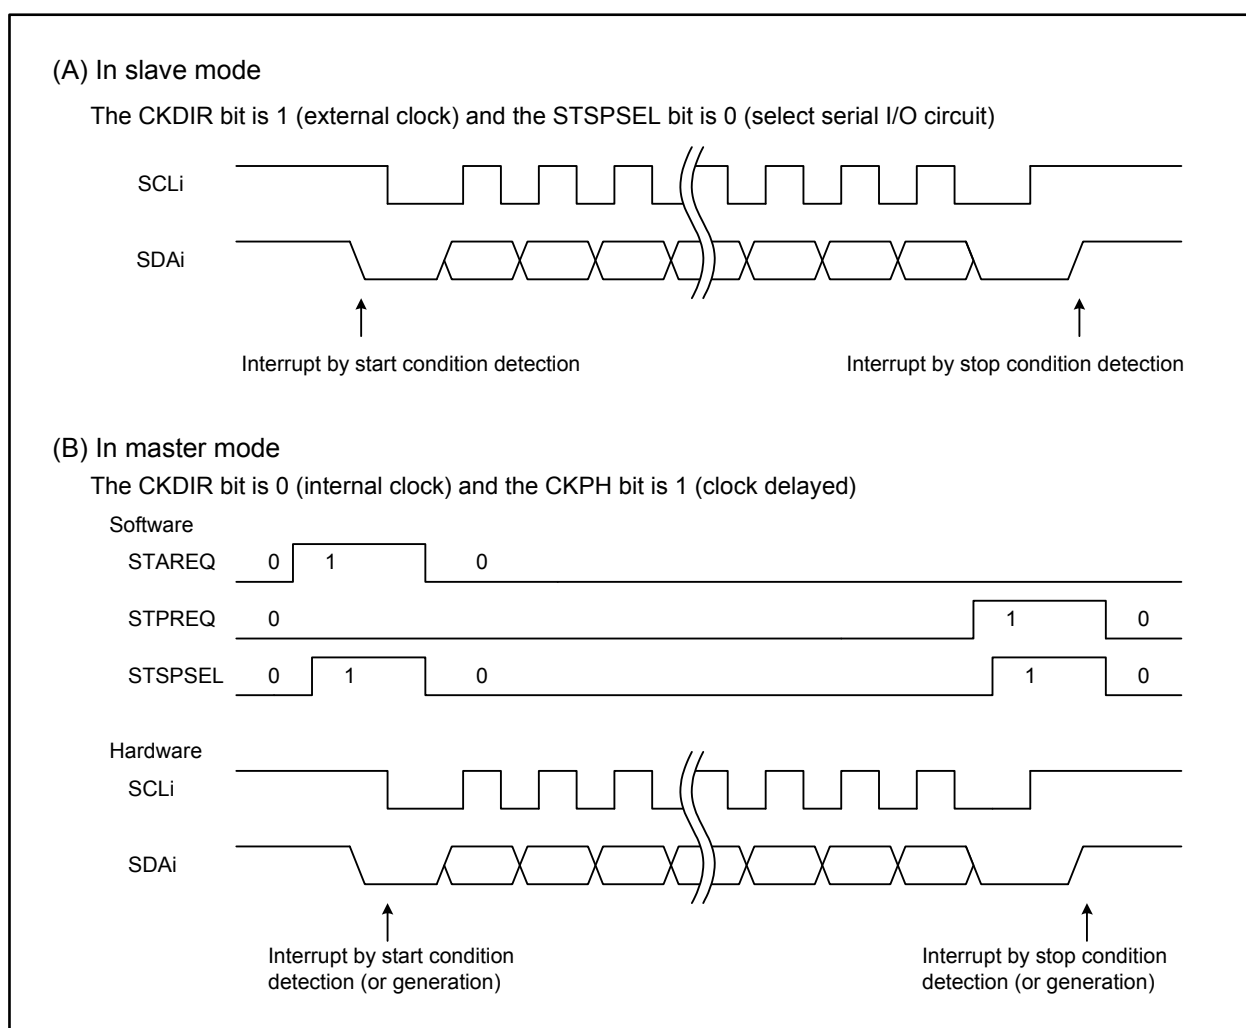 (A) In slave mode
The CKDIR bit is 1 (external clock) and the STSPSEL bit is 0 (select serial I/O circuit)
SCLi
SDAi
Interrupt by start condition detection
Interrupt by stop condition detection
(B) In master mode
The CKDIR bit is 0 (internal clock) and the CKPH bit is 1 (clock delayed)
Software
STAREQ 0 1 0
STPREQ 0 1 0
STSPSEL 0 1 0 1 0
Hardware
SCLi
SDAi
Interrupt by start condition
detection (or generation)
Interrupt by stop condition
detection (or generation)